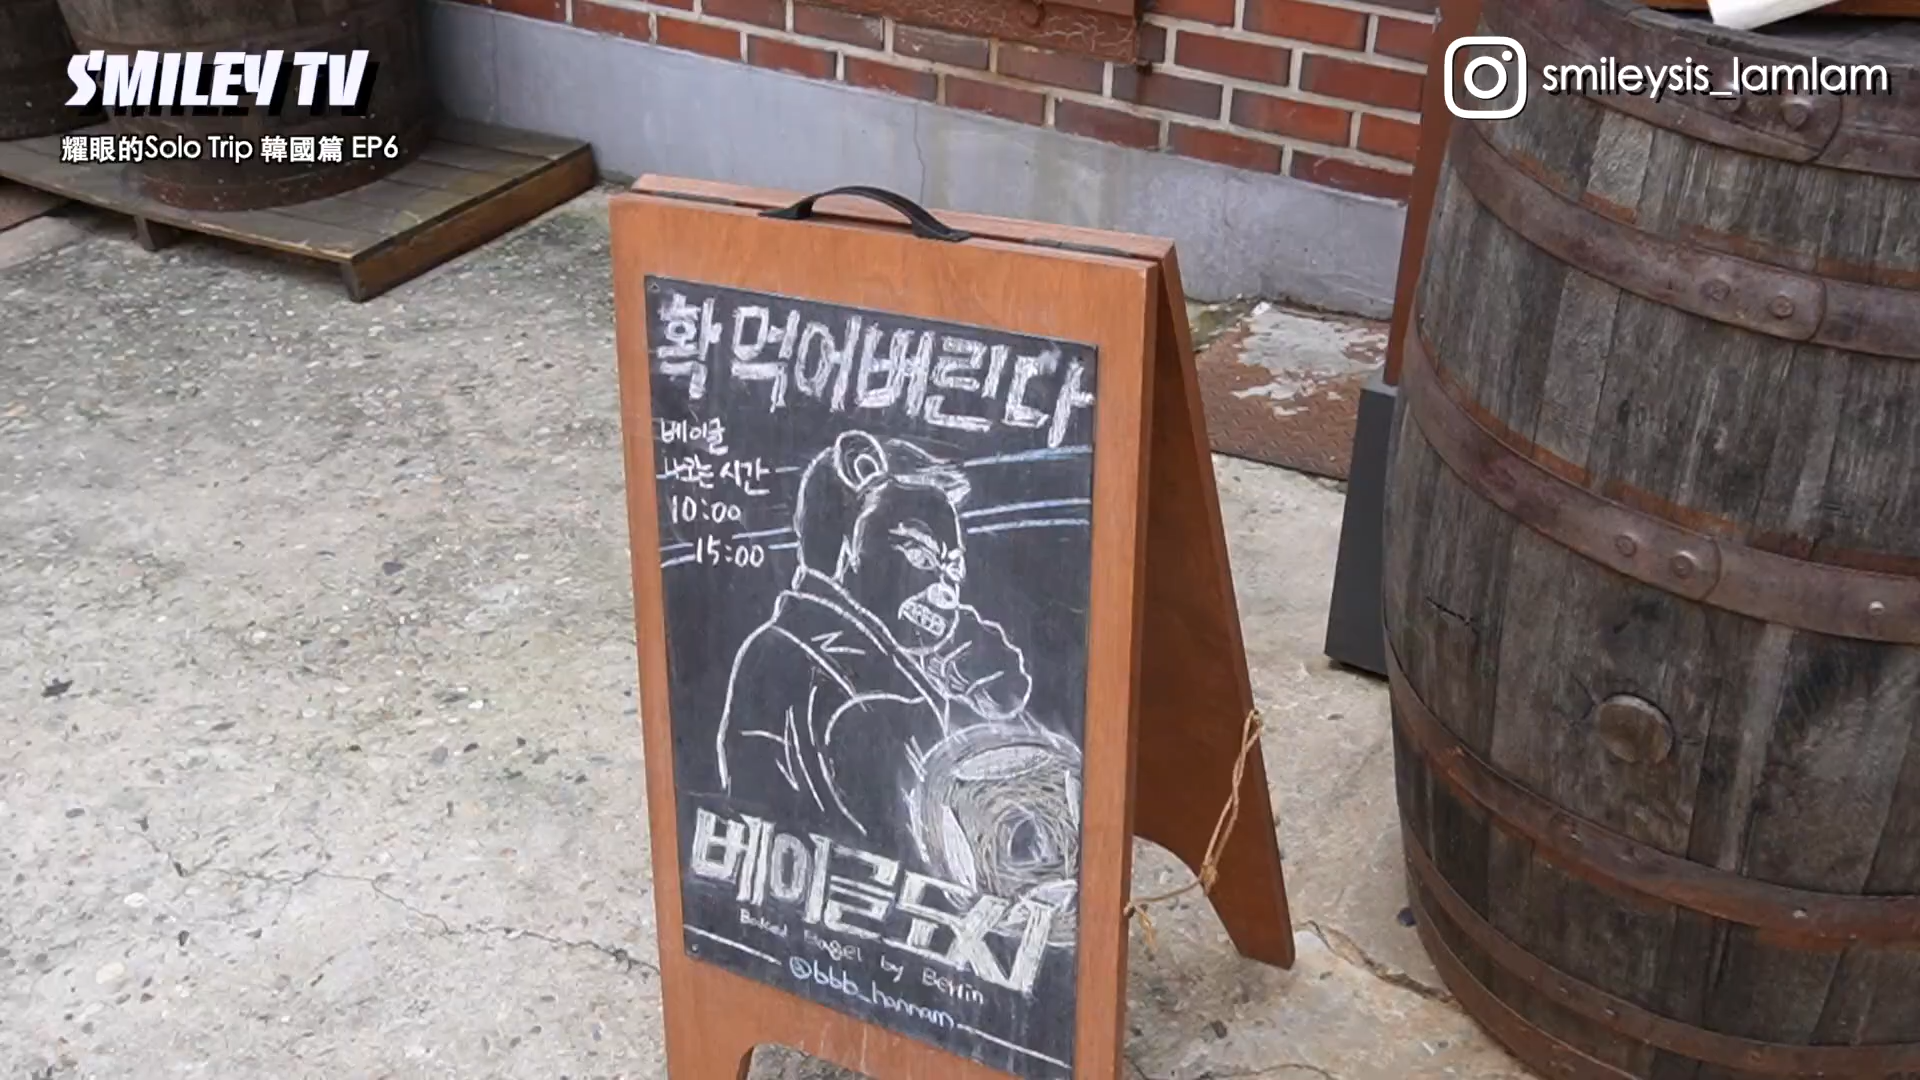 SMILEY TV
耀眼的Solo Trip 韓國篇 EP6
smileysis_lamlam
확 먹어버린다
베이글
나오는 시간
10:00
15:00
베이글도시
Baked Bagel by Berlin
@bbb_hannam